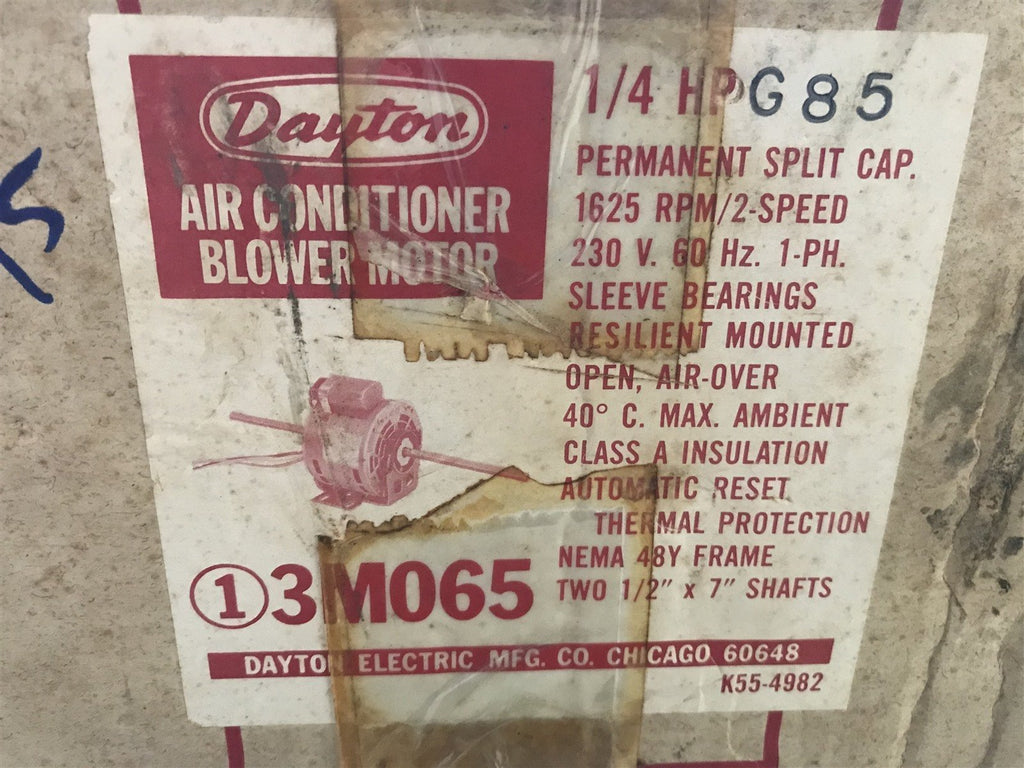 Dayton
AIR CONDITIONER
BLOWER MOTOR
1/4 HP G85
PERMANENT SPLIT CAP.
1625 RPM/2-SPEED
230 V. 60 Hz. 1-PH.
SLEEVE BEARINGS
RESILIENT MOUNTED
OPEN, AIR-OVER
40° C. MAX. AMBIENT
CLASS A INSULATION
AUTOMATIC RESET
THERMAL PROTECTION
NEMA 48Y FRAME
TWO 1/2" x 7" SHAFTS
① 3M065
DAYTON ELECTRIC MFG. CO. CHICAGO 60648
K55-4982